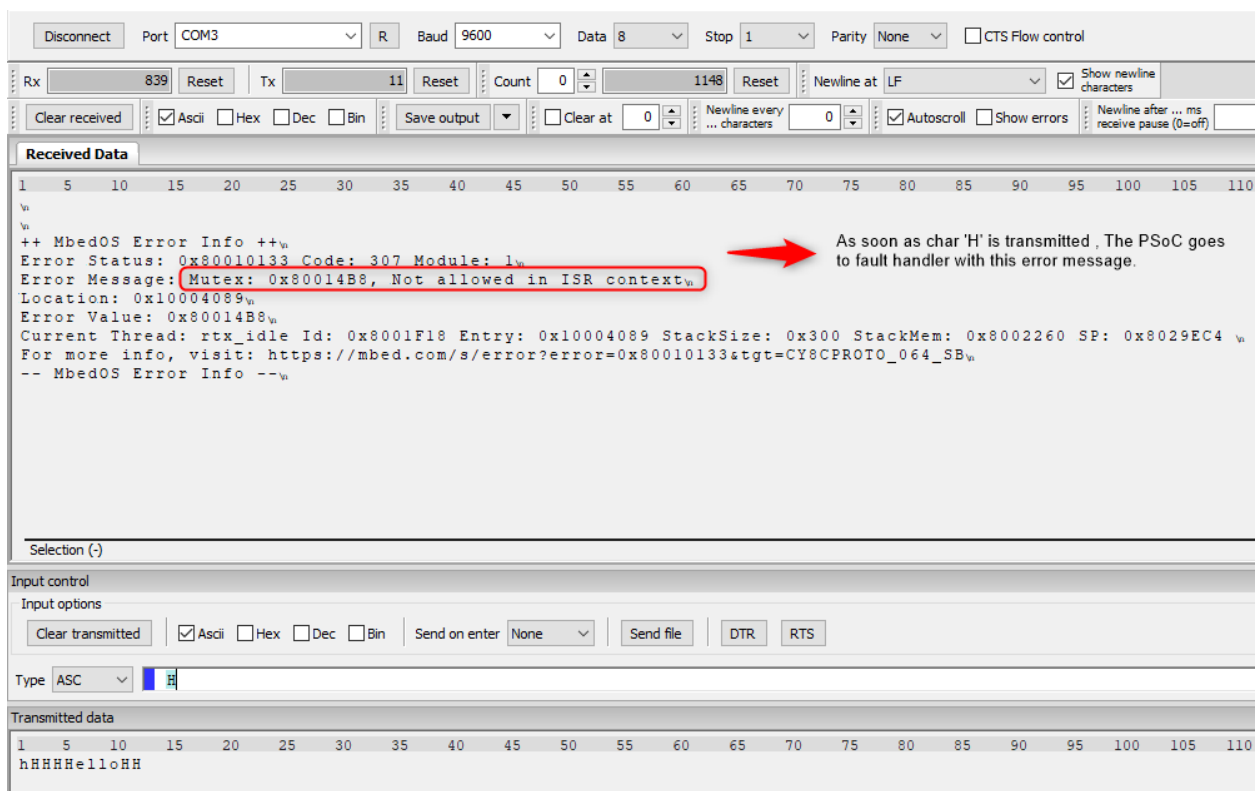 Disconnect Port COM3 R Baud 9600 Data 8 Stop 1 Parity None CTS Flow control
Rx 839 Reset Tx 11 Reset Count 0 1148 Reset Newline at LF Show newline characters
Clear received Ascii Hex Dec Bin Save output Clear at 0 Newline every ... characters 0 Autoscroll Show errors Newline after ... ms receive pause (0=off)
Received Data
1 5 10 15 20 25 30 35 40 45 50 55 60 65 70 75 80 85 90 95 100 105 110
\n
\n
++ MbedOS Error Info ++\n
Error Status: 0x80010133 Code: 307 Module: 1\n
Error Message: Mutex: 0x80014B8, Not allowed in ISR context\n
Location: 0x10004089\n
Error Value: 0x80014B8\n
Current Thread: rtx_idle Id: 0x8001F18 Entry: 0x10004089 StackSize: 0x300 StackMem: 0x8002260 SP: 0x8029EC4 \n
For more info, visit: https://mbed.com/s/error?error=0x80010133&tgt=CY8CPROTO_064_SB\n
-- MbedOS Error Info --\n
As soon as char 'H' is transmitted , The PSoC goes
to fault handler with this error message.
Selection (-)
Input control
Input options
Clear transmitted Ascii Hex Dec Bin Send on enter None Send file DTR RTS
Type ASC H
Transmitted data
1 5 10 15 20 25 30 35 40 45 50 55 60 65 70 75 80 85 90 95 100 105 110
hHHHHelloHH